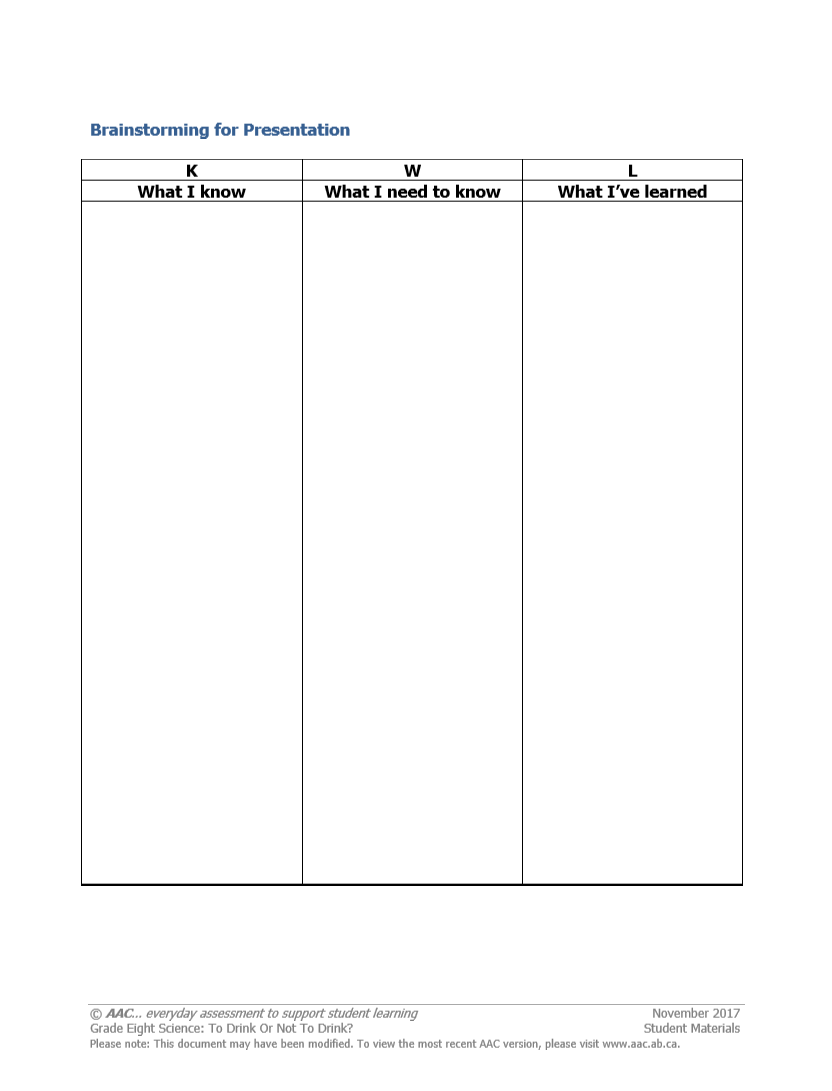 Brainstorming for Presentation
K W L
What I know What I need to know What I’ve learned
© AAC... everyday assessment to support student learning November 2017
Grade Eight Science: To Drink Or Not To Drink? Student Materials
Please note: This document may have been modified. To view the most recent AAC version, please visit www.aac.ab.ca.